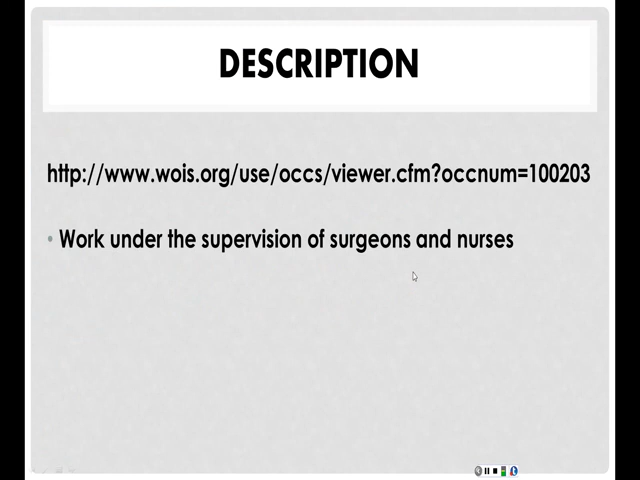 DESCRIPTION
http://www.wois.org/use/occs/viewer.cfm?occnum=100203
• Work under the supervision of surgeons and nurses